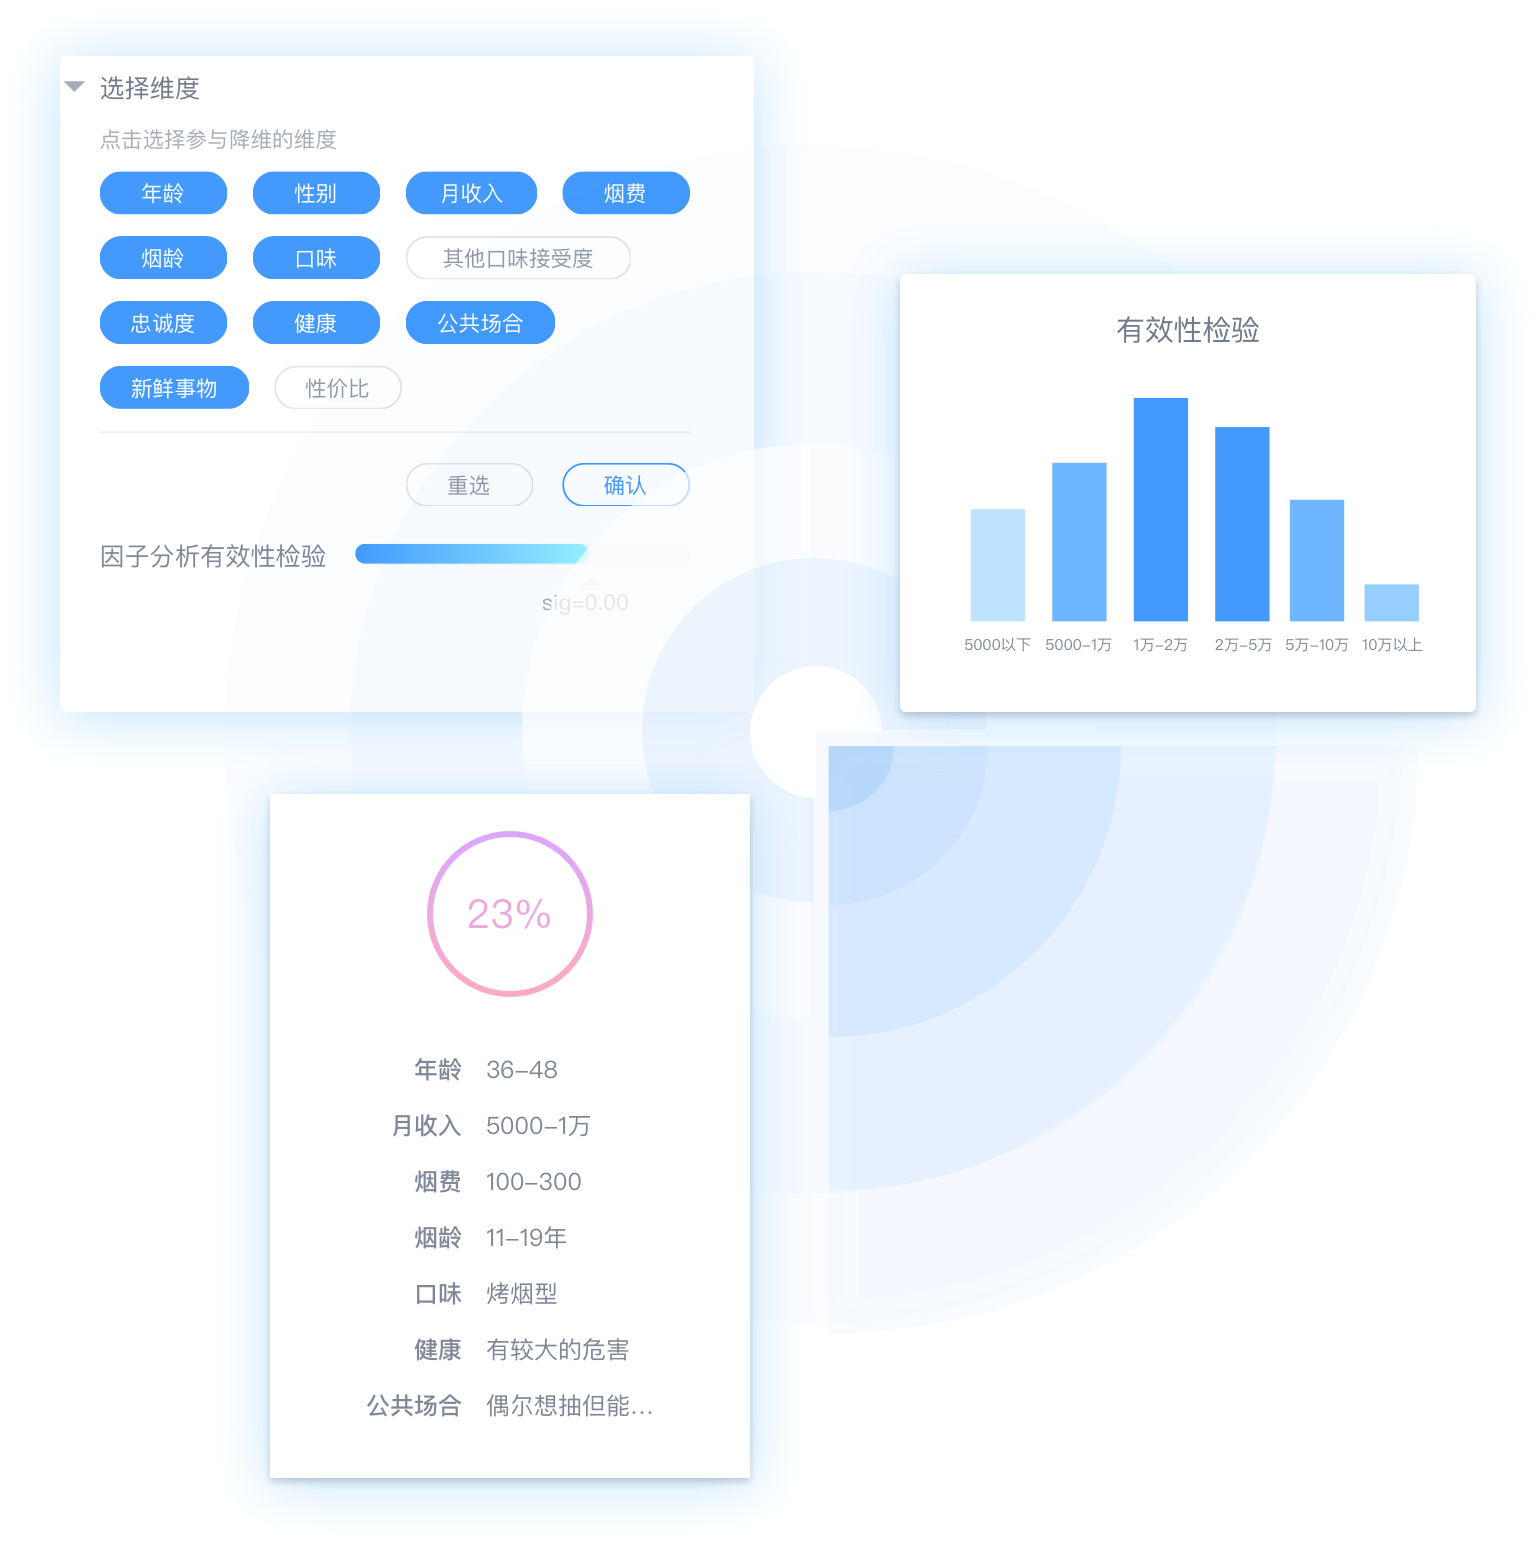 选择维度
点击选择参与降维的维度
年龄 性别 月收入 烟费
烟龄 口味 其他口味接受度
忠诚度 健康 公共场合
新鲜事物 性价比
重选 确认
因子分析有效性检验
sig=0.00
有效性检验
5000以下 5000–1万 1万–2万 2万–5万 5万–10万 10万以上
23%
年龄 36–48
月收入 5000–1万
烟费 100–300
烟龄 11–19年
口味 烤烟型
健康 有较大的危害
公共场合 偶尔想抽但能...